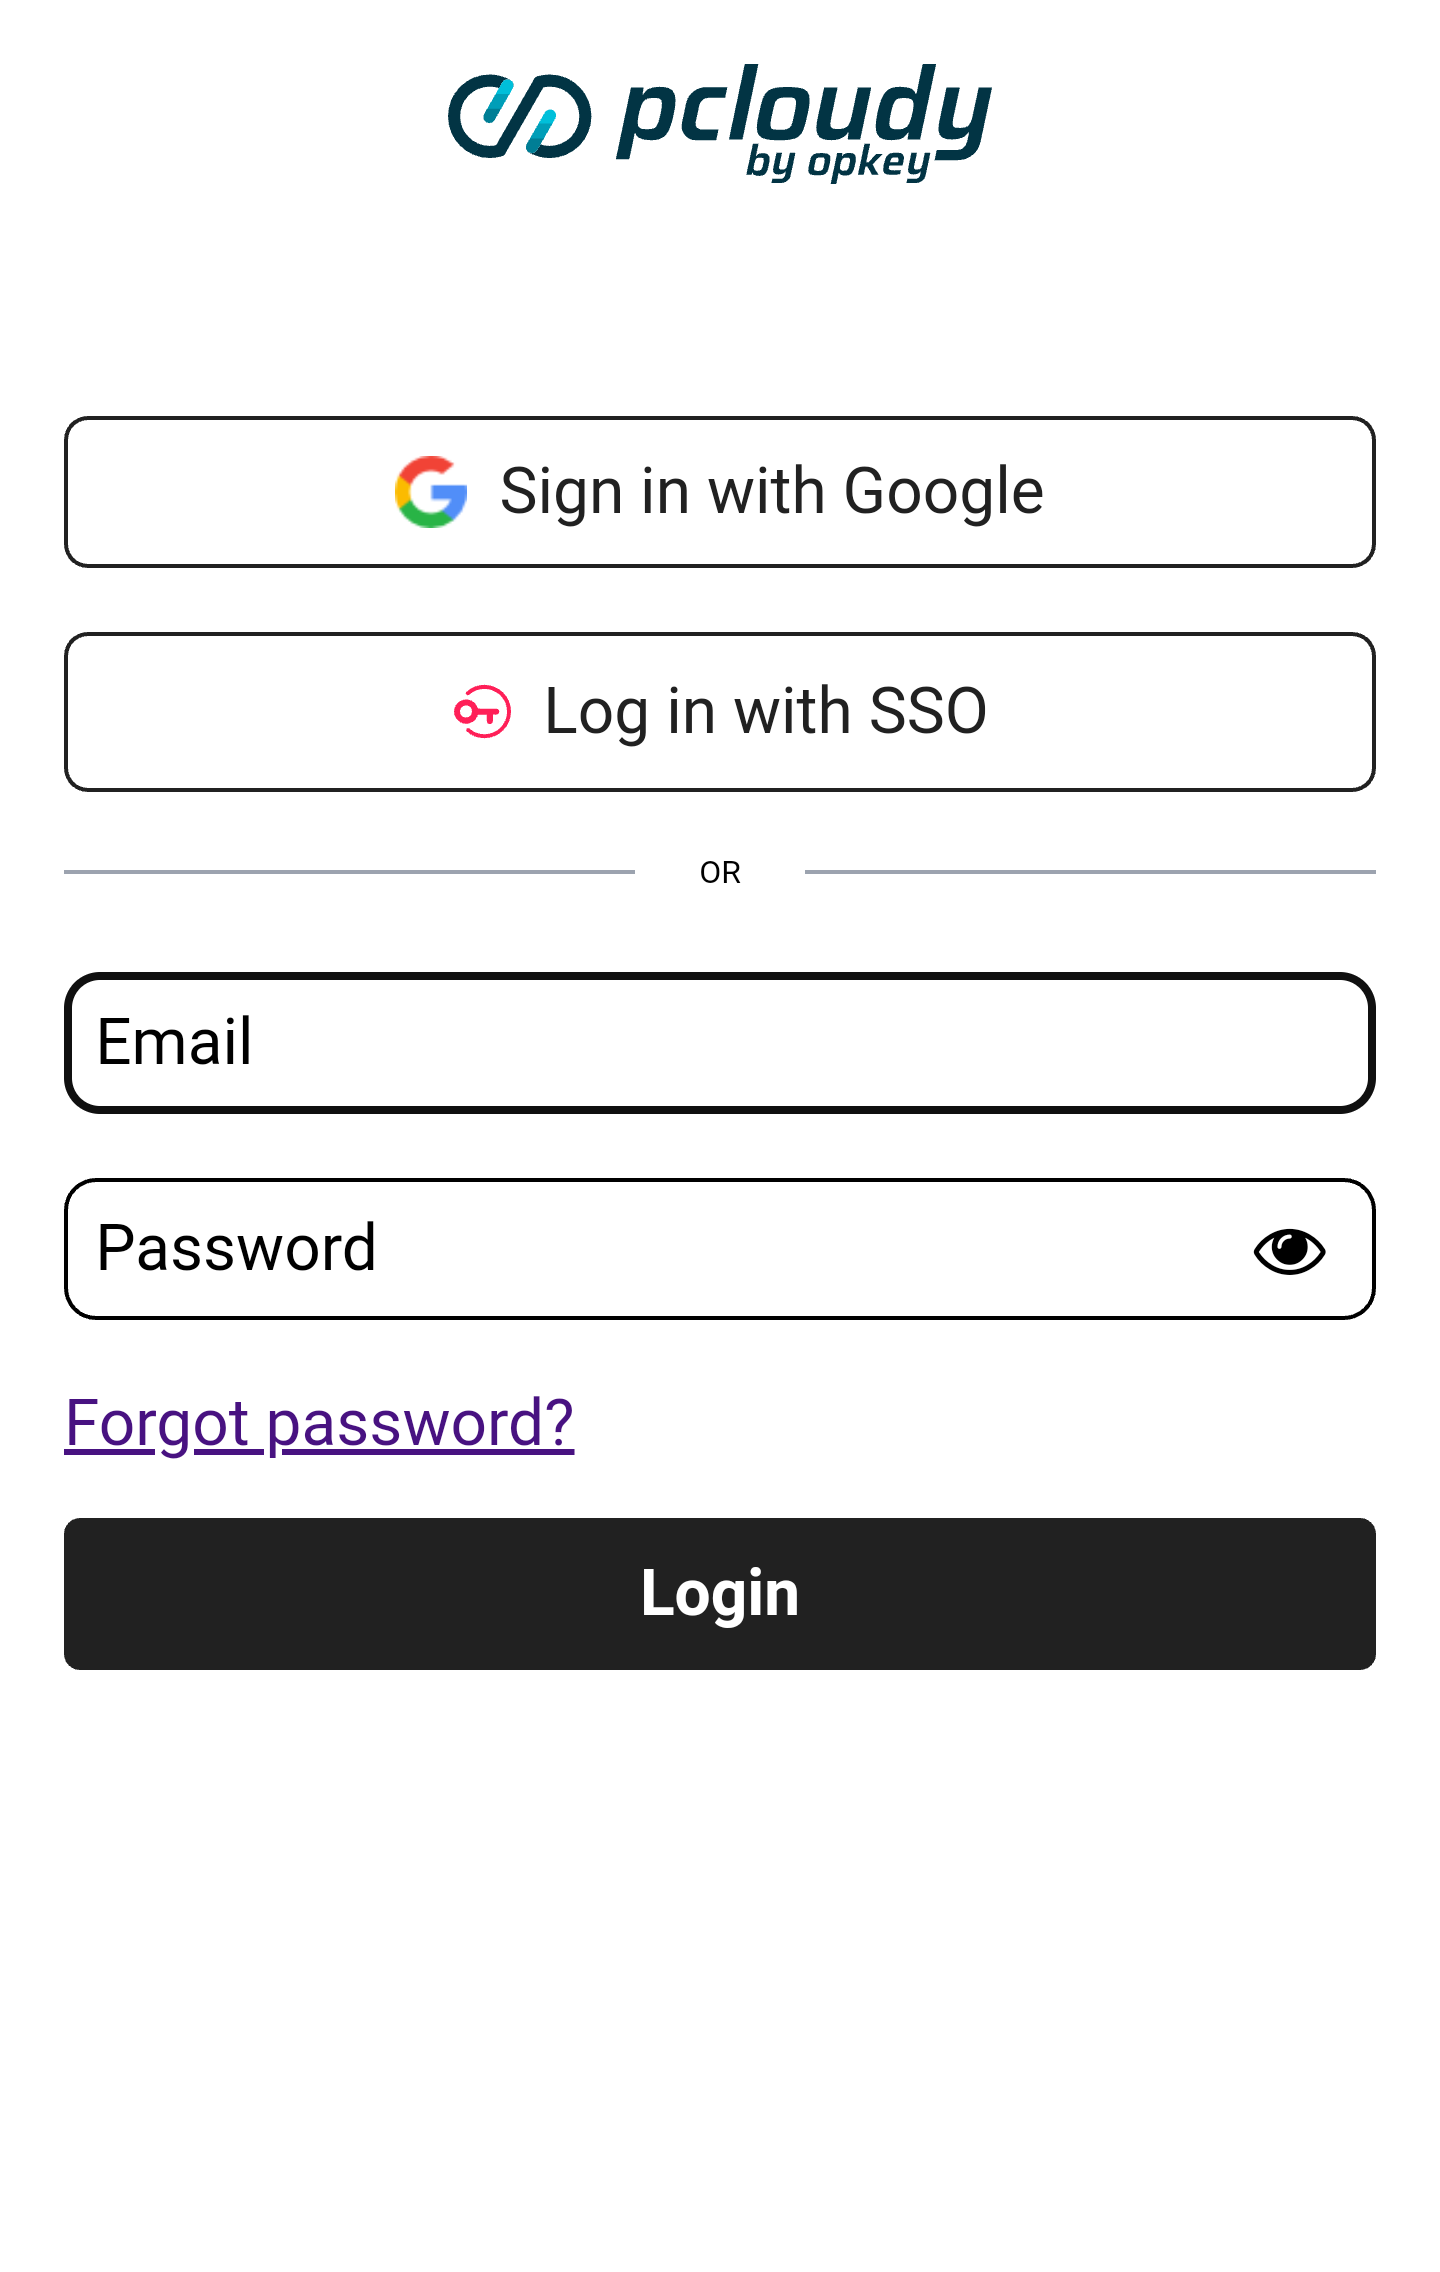 pcloudy
by opkey
Sign in with Google
Log in with SSO
OR
Email
Password
Forgot password?
Login